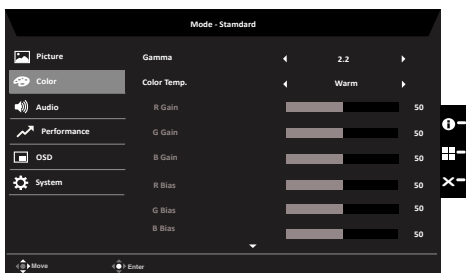 Mode - Standard
Picture
Gamma 2.2
Color
Color Temp. Warm
Audio
R Gain 50
Performance
G Gain 50
OSD
B Gain 50
System
R Bias 50
G Bias 50
B Bias 50
Move Enter